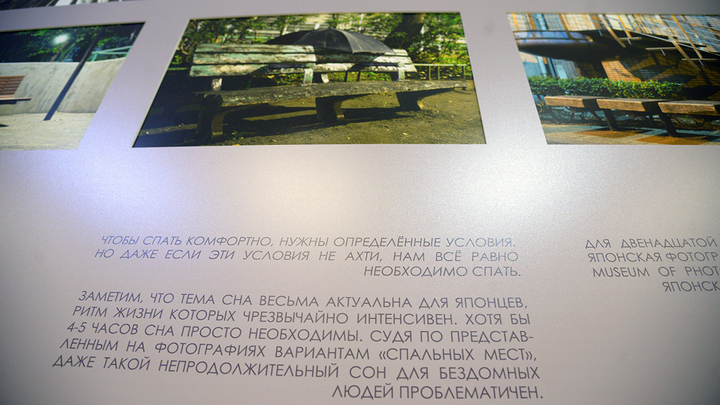 ЧТОБЫ СПАТЬ КОМФОРТНО, НУЖНЫ ОПРЕДЕЛЁННЫЕ УСЛОВИЯ.
НО ДАЖЕ ЕСЛИ ЭТИ УСЛОВИЯ НЕ АХТИ, НАМ ВСЁ РАВНО
НЕОБХОДИМО СПАТЬ.
ЗАМЕТИМ, ЧТО ТЕМА СНА ВЕСЬМА АКТУАЛЬНА ДЛЯ ЯПОНЦЕВ,
РИТМ ЖИЗНИ КОТОРЫХ ЧРЕЗВЫЧАЙНО ИНТЕНСИВЕН. ХОТЯ БЫ
4-5 ЧАСОВ СНА ПРОСТО НЕОБХОДИМЫ. СУДЯ ПО ПРЕДСТАВ-
ЛЕННЫМ НА ФОТОГРАФИЯХ ВАРИАНТАМ «СПАЛЬНЫХ МЕСТ»,
ДАЖЕ ТАКОЙ НЕПРОДОЛЖИТЕЛЬНЫЙ СОН ДЛЯ БЕЗДОМНЫХ
ЛЮДЕЙ ПРОБЛЕМАТИЧЕН.
ДЛЯ ДВЕНАДЦАТОЙ
ЯПОНСКАЯ ФОТОГР
MUSEUM OF PHOT
ЯПОНСК